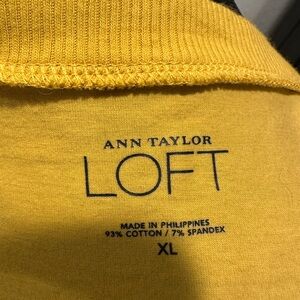 ANN TAYLOR
LOFT
MADE IN PHILIPPINES
93% COTTON / 7% SPANDEX
XL